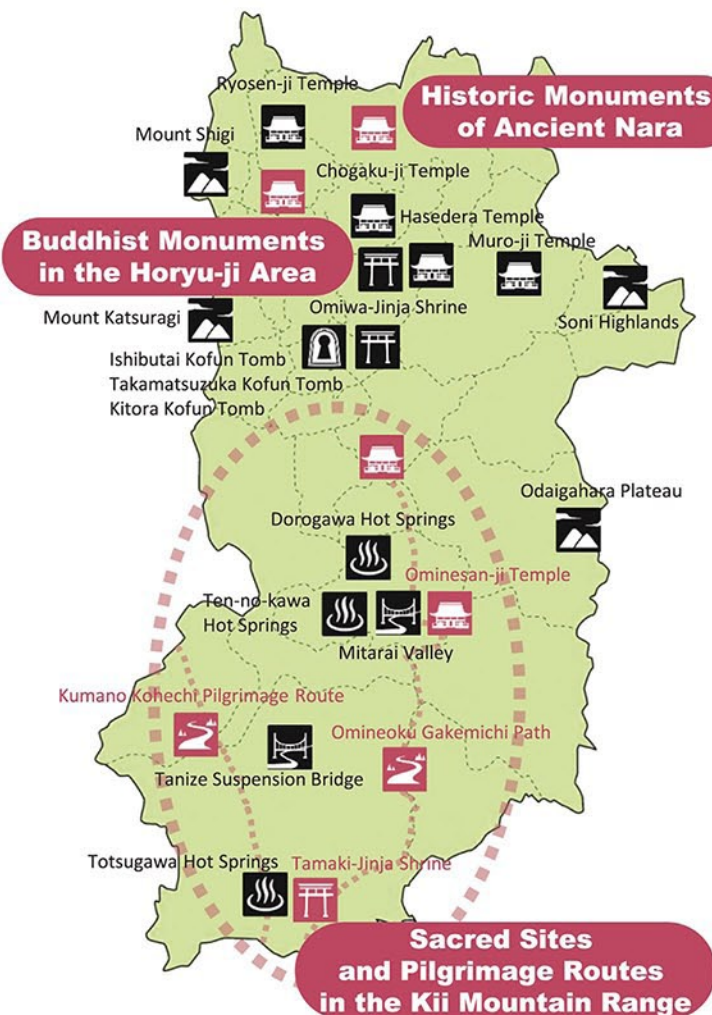 Ryosen-ji Temple
Historic Monuments
of Ancient Nara
Mount Shigi
Chogaku-ji Temple
Hasedera Temple
Buddhist Monuments
in the Horyu-ji Area
Muro-ji Temple
Omiwa-Jinja Shrine
Mount Katsuragi
Soni Highlands
Ishibutai Kofun Tomb
Takamatsuzuka Kofun Tomb
Kitora Kofun Tomb
Odaigahara Plateau
Dorogawa Hot Springs
Ominesan-ji Temple
Ten-no-kawa
Hot Springs
Mitarai Valley
Kumano Kohechi Pilgrimage Route
Omineoku Gakemichi Path
Tanize Suspension Bridge
Totsugawa Hot Springs
Tamaki-Jinja Shrine
Sacred Sites
and Pilgrimage Routes
in the Kii Mountain Range